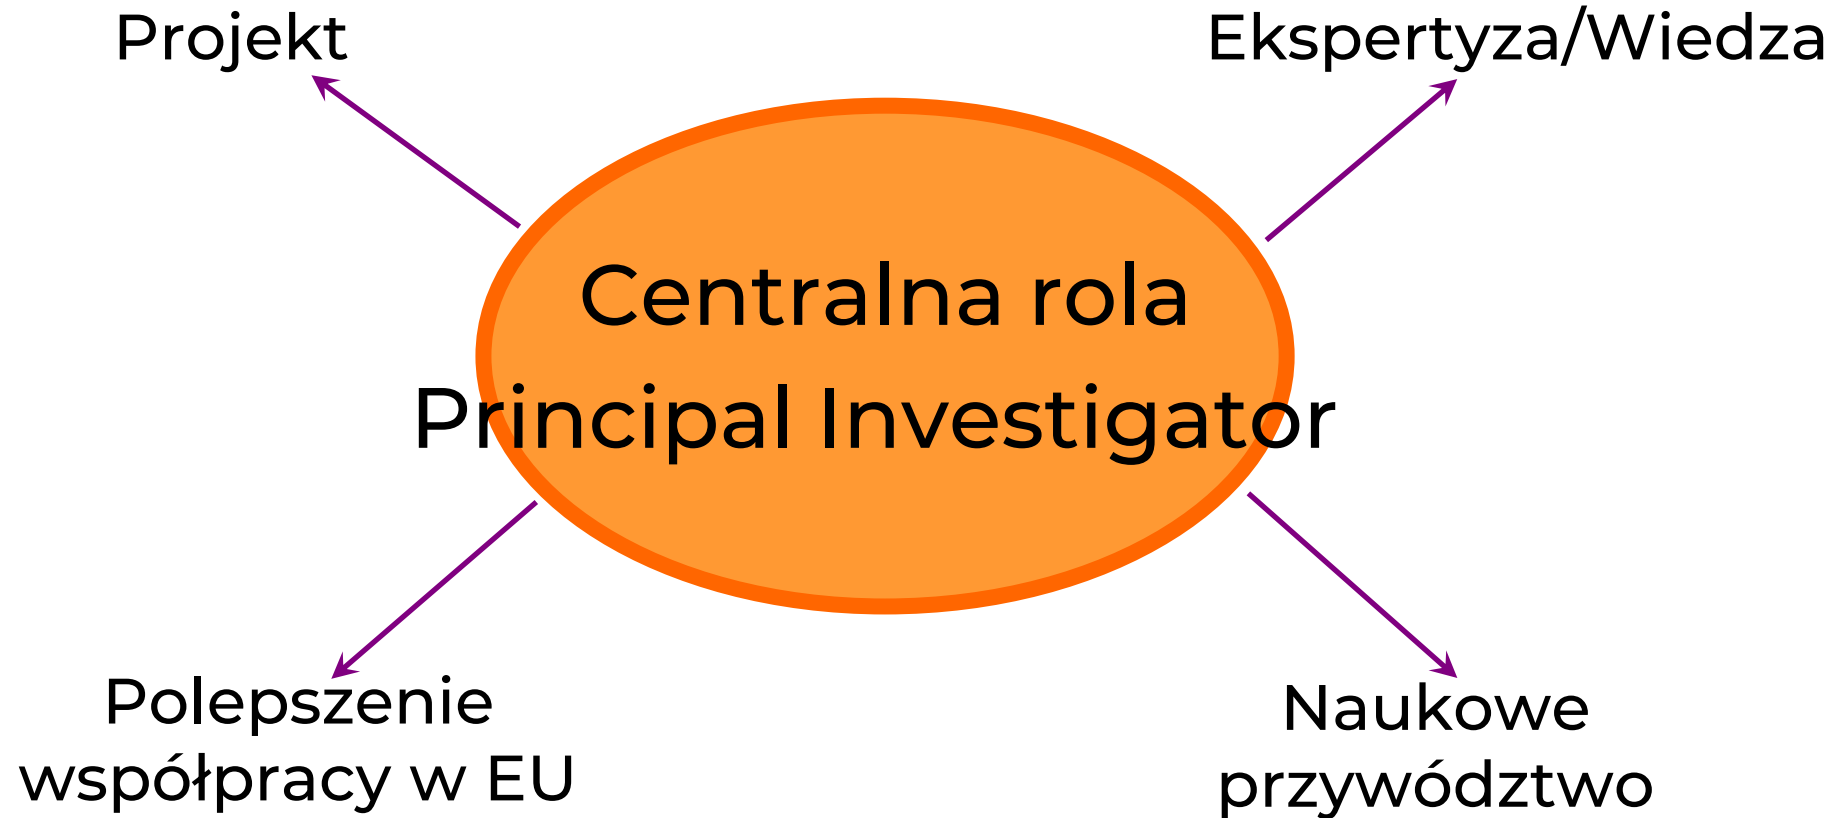 Projekt
Ekspertyza/Wiedza
Centralna rola
Principal Investigator
Polepszenie
współpracy w EU
Naukowe
przywództwo